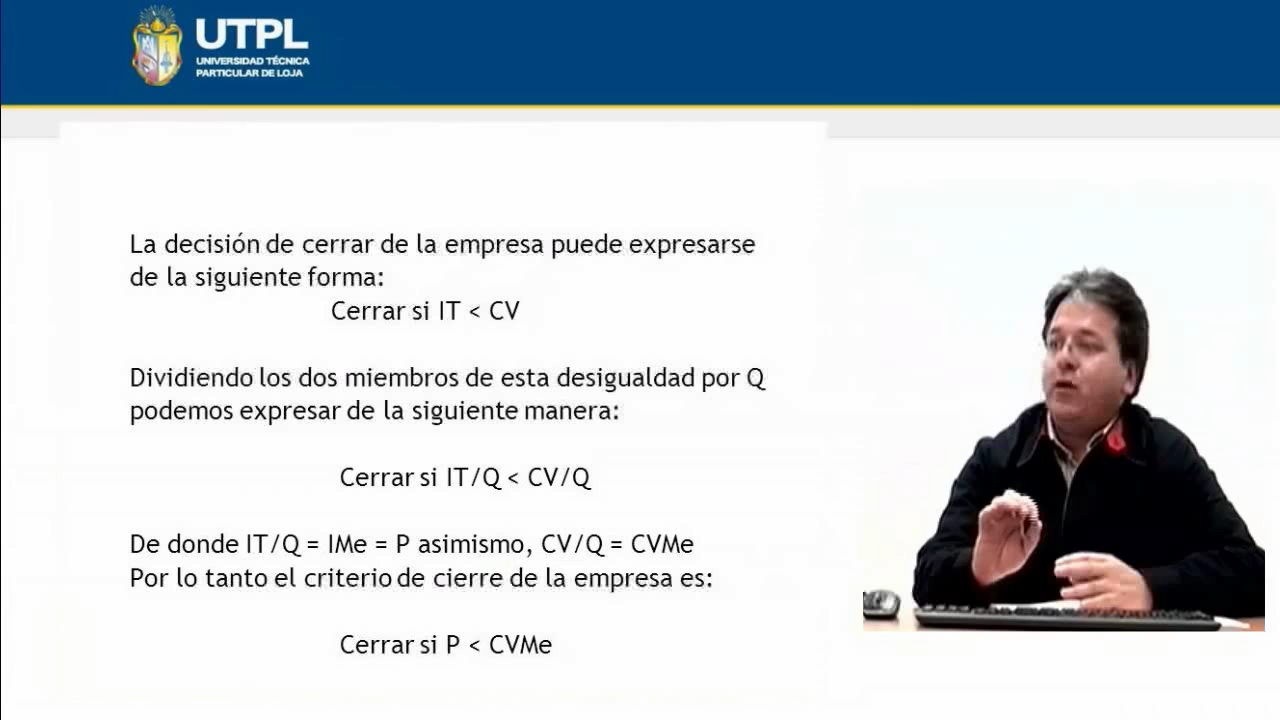 UTPL
UNIVERSIDAD TÉCNICA
PARTICULAR DE LOJA
La decisión de cerrar de la empresa puede expresarse
de la siguiente forma:
Cerrar si IT < CV
Dividiendo los dos miembros de esta desigualdad por Q
podemos expresar de la siguiente manera:
Cerrar si IT/Q < CV/Q
De donde IT/Q = IMe = P asimismo, CV/Q = CVMe
Por lo tanto el criterio de cierre de la empresa es:
Cerrar si P < CVMe